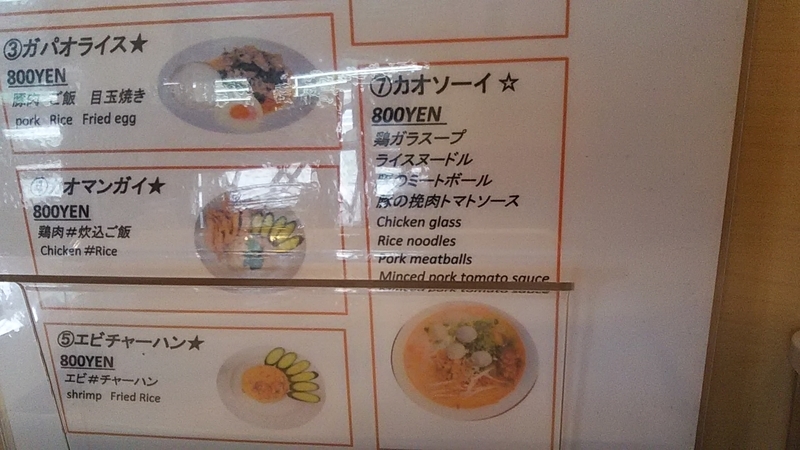 ③ガパオライス★
800YEN
豚肉 ご飯 目玉焼き
pork Rice Fried egg
オマンガイ★
800YEN
鶏肉#炊込ご飯
Chicken #Rice
⑤エビチャーハン★
800YEN
エビ#チャーハン
shrimp Fried Rice
⑦カオソーイ☆
800YEN
鶏ガラスープ
ライスヌードル
豚のミートボール
豚の挽肉トマトソース
Chicken glass
Rice noodles
Pork meatballs
Minced pork tomato sauce